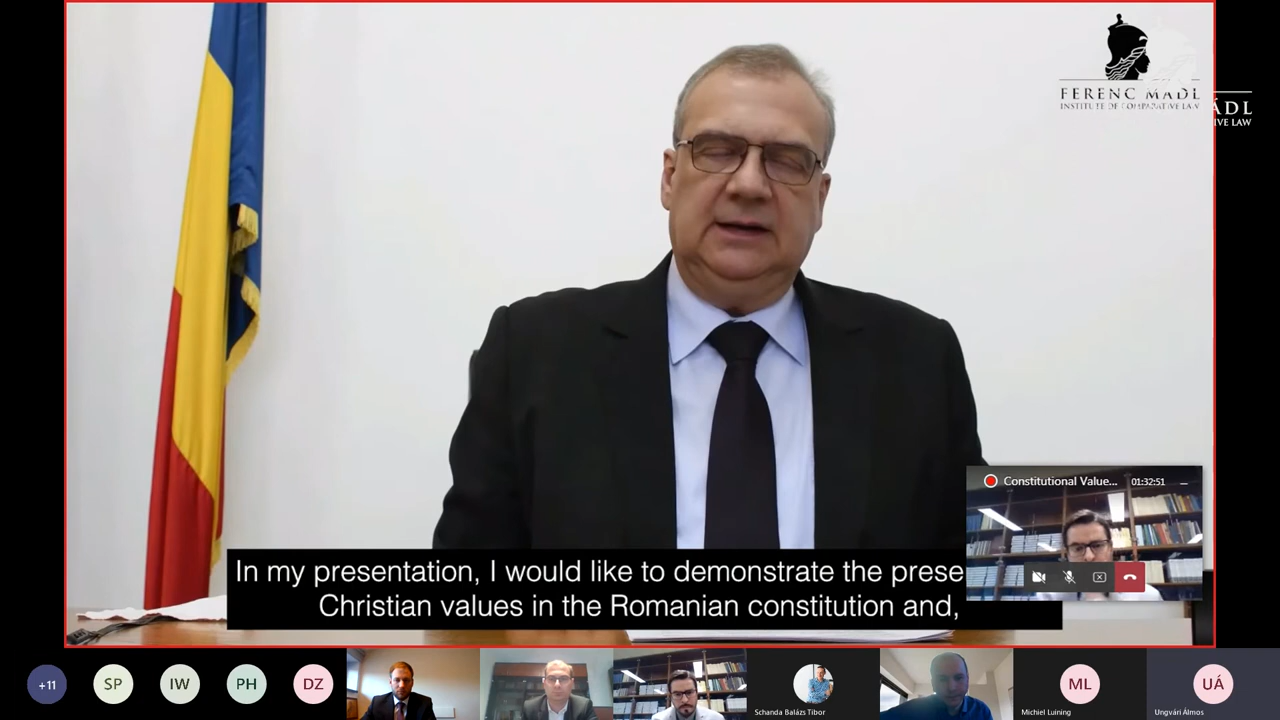 FERENC MÁDL
INSTITUTE OF COMPARATIVE LAW
ÁDL
IVE LAW
Constitutional Value...
01:32:51
In my presentation, I would like to demonstrate the prese
Christian values in the Romanian constitution and,
+11
SP
IW
PH
DZ
Schanda Balázs Tibor
ML
Michiel Luining
UÁ
Ungvári Álmos